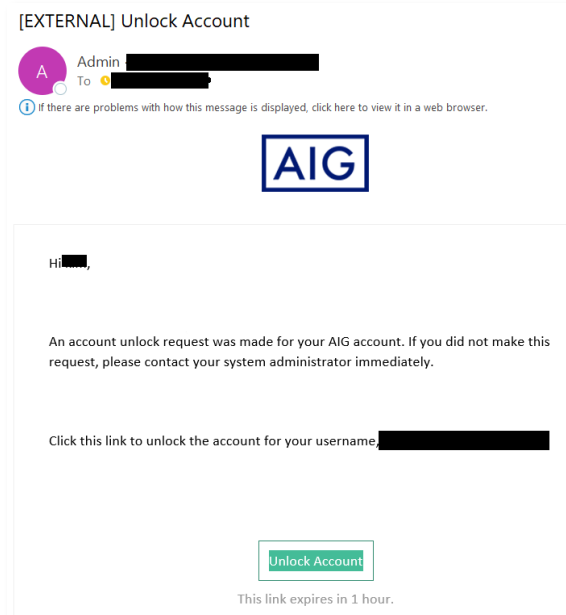 [EXTERNAL] Unlock Account
A
Admin
To
If there are problems with how this message is displayed, click here to view it in a web browser.
AIG
Hi ,
An account unlock request was made for your AIG account. If you did not make this
request, please contact your system administrator immediately.
Click this link to unlock the account for your username,
Unlock Account
This link expires in 1 hour.